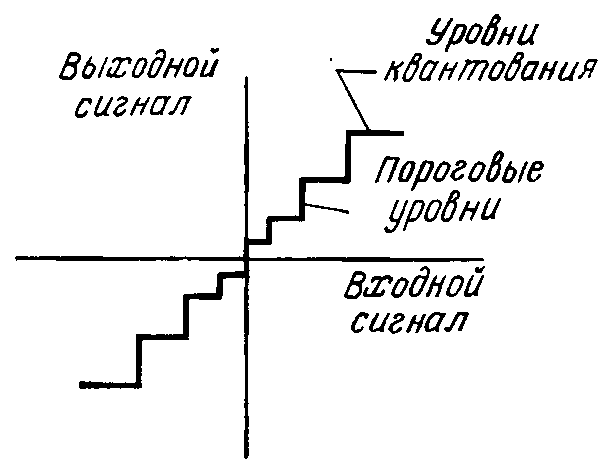 Уровни
квантования
Выходной
сигнал
Пороговые
уровни
Входной
сигнал